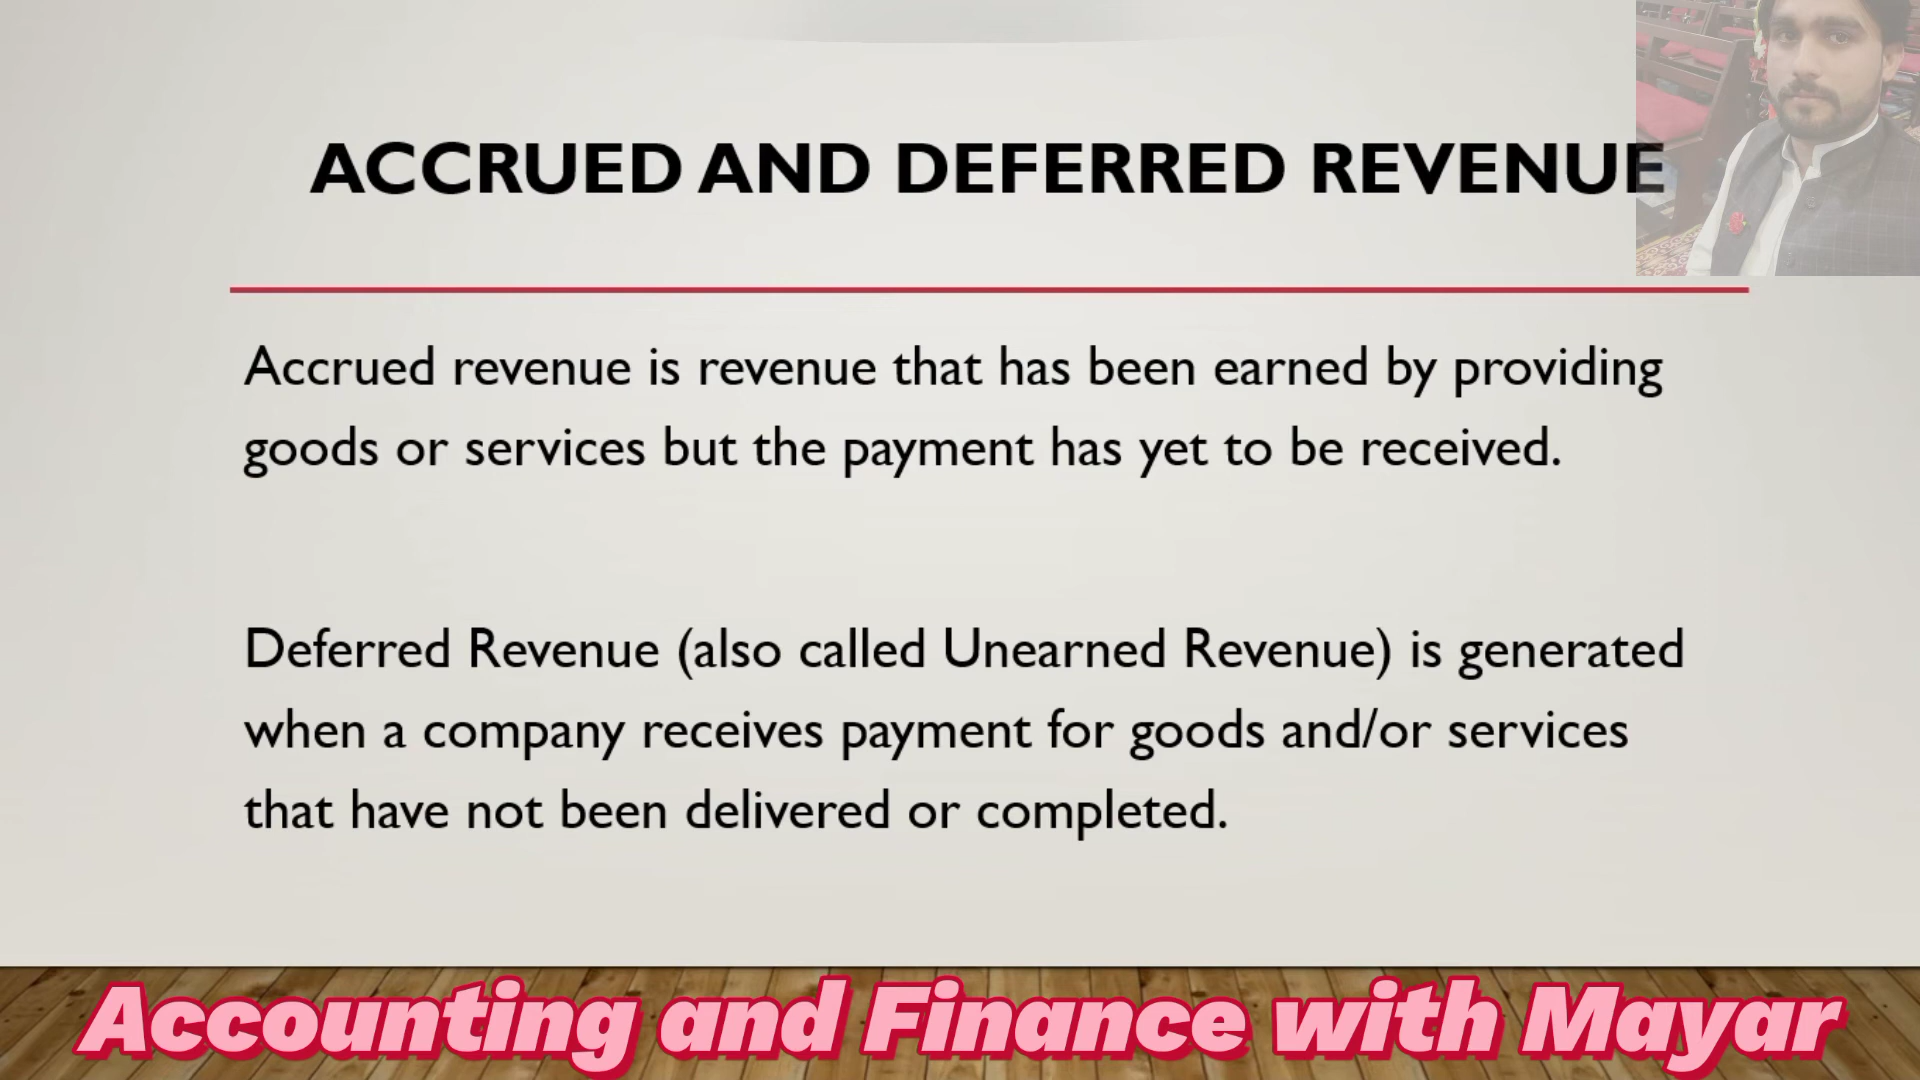 ACCRUED AND DEFERRED REVENUE
Accrued revenue is revenue that has been earned by providing
goods or services but the payment has yet to be received.
Deferred Revenue (also called Unearned Revenue) is generated
when a company receives payment for goods and/or services
that have not been delivered or completed.
Accounting and Finance with Mayar